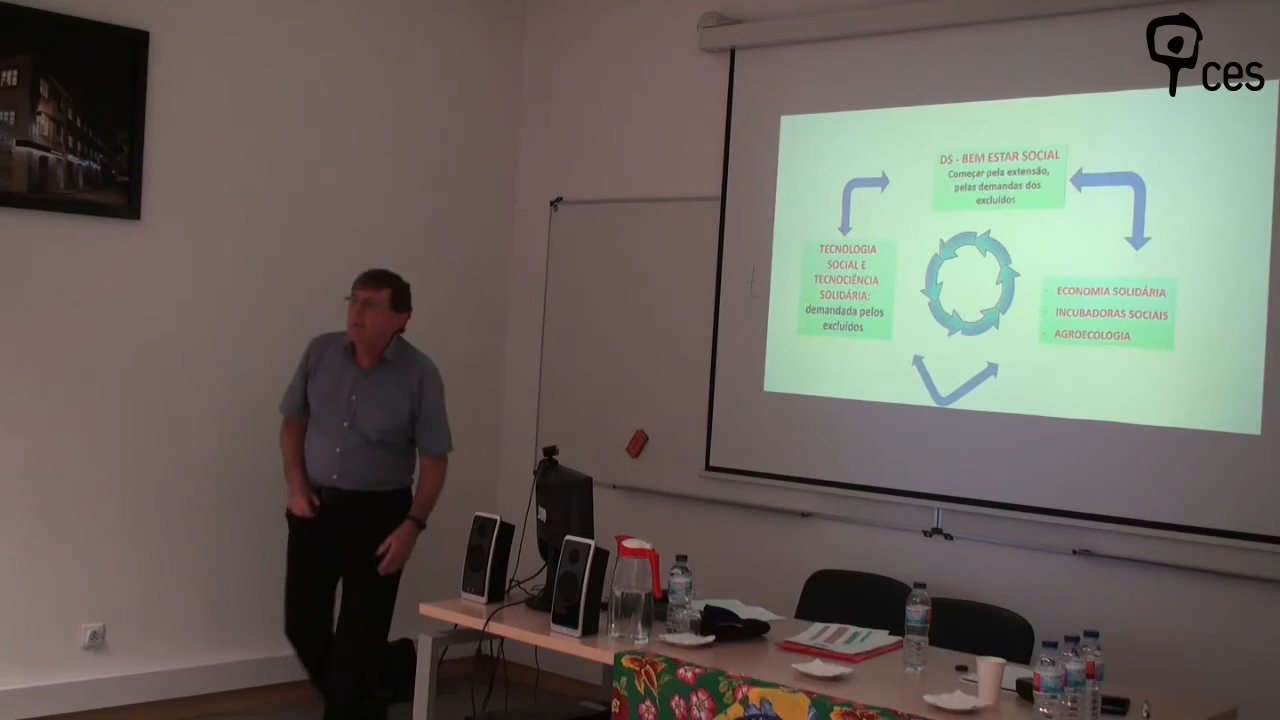 ces
DS - BEM ESTAR SOCIAL
Começar pela extensão,
pelas demandas dos
excluídos
TECNOLOGIA
SOCIAL E
TECNOCIÊNCIA
SOLIDÁRIA:
demandada pelos
excluídos
ECONOMIA SOLIDÁRIA
INCUBADORAS SOCIAIS
AGROECOLOGIA